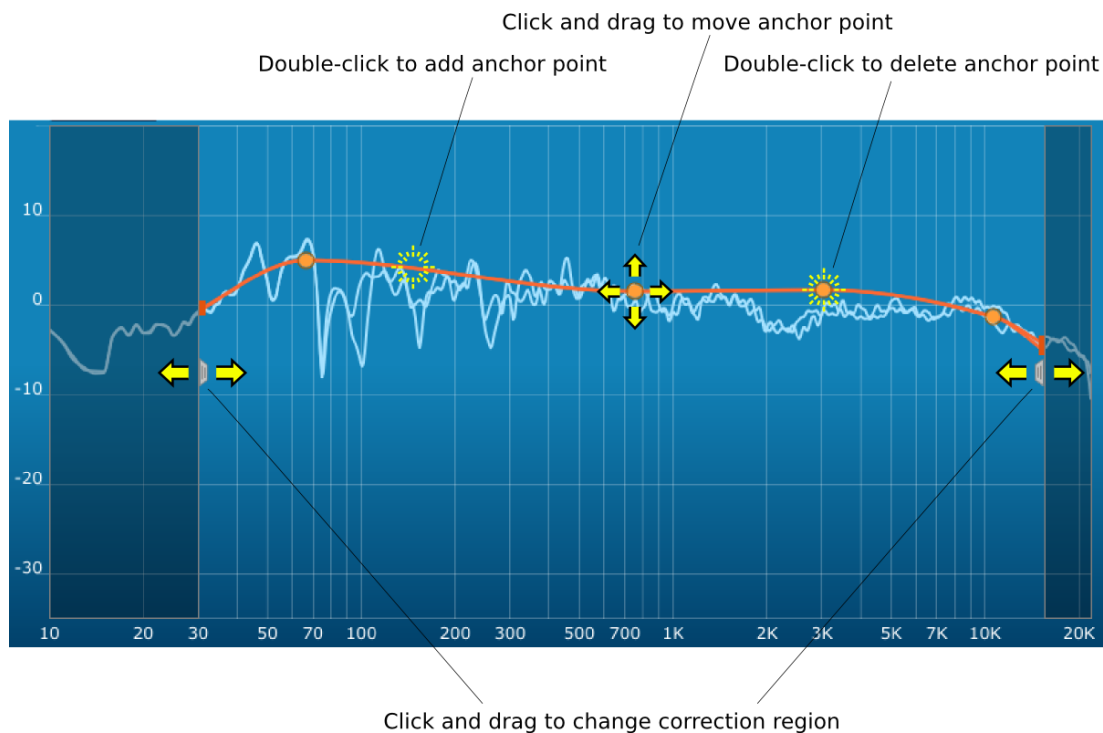 Click and drag to move anchor point
Double-click to add anchor point
Double-click to delete anchor point
10
0
-10
-20
-30
10 20 30 50 70 100 200 300 500 700 1K 2K 3K 5K 7K 10K 20K
Click and drag to change correction region